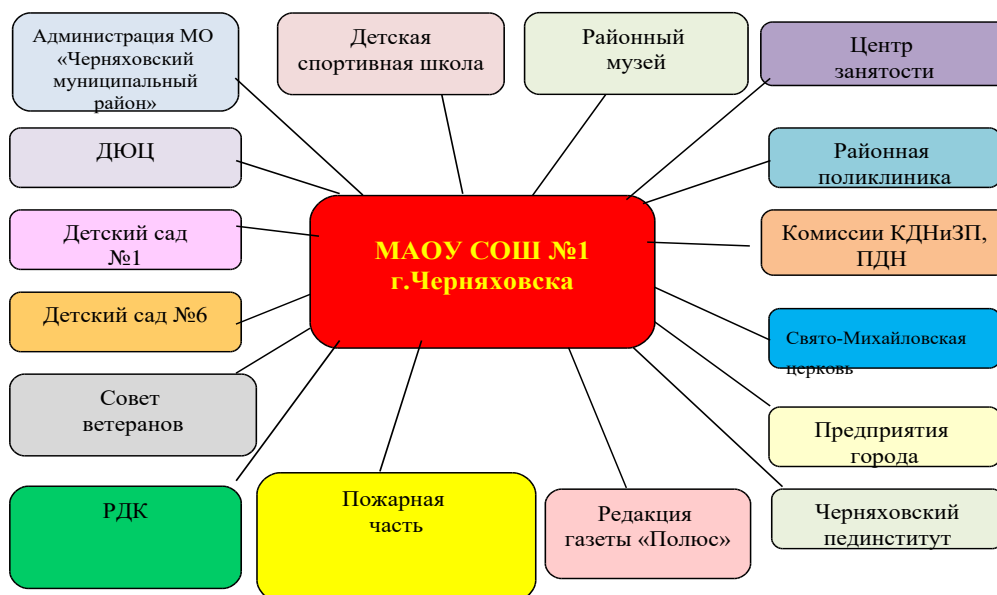 Администрация МО
«Черняховский
муниципальный
район»
Детская
спортивная школа
Районный
музей
Центр
занятости
ДЮЦ
Районная
поликлиника
Детский сад
№1
МАОУ СОШ №1
г.Черняховска
Комиссии КДНиЗП,
ПДН
Детский сад №6
Свято-Михайловская
церковь
Совет
ветеранов
Предприятия
города
РДК
Пожарная
часть
Редакция
газеты «Полюс»
Черняховский
пединститут